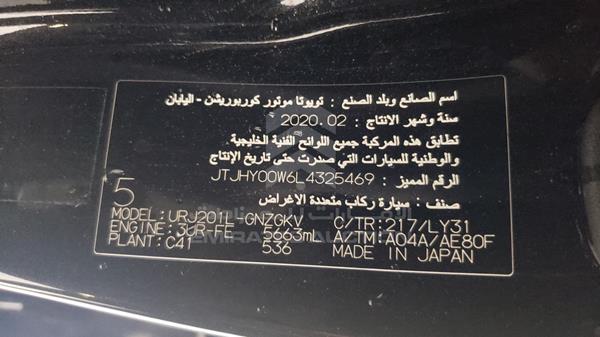 اسم الصانع وبلد الصنع : تويوتا موتور كوربوريشن - اليابان
سنة وشهر الانتاج : 2020.02
تطابق هذه المركبة جميع اللوائح الفنية الخليجية
والوطنية للسيارات التي صدرت حتى تاريخ الإنتاج
الرقم المميز : JTJHY00W6L4325469
صنف : سيارة ركاب متعددة الاغراض
5
MODEL:URJ201L-GNZGKV C/TR:217/LY31
ENGINE:3UR-FE 5663mL A/TM:A04A/AE80F
PLANT:C41 536 MADE IN JAPAN